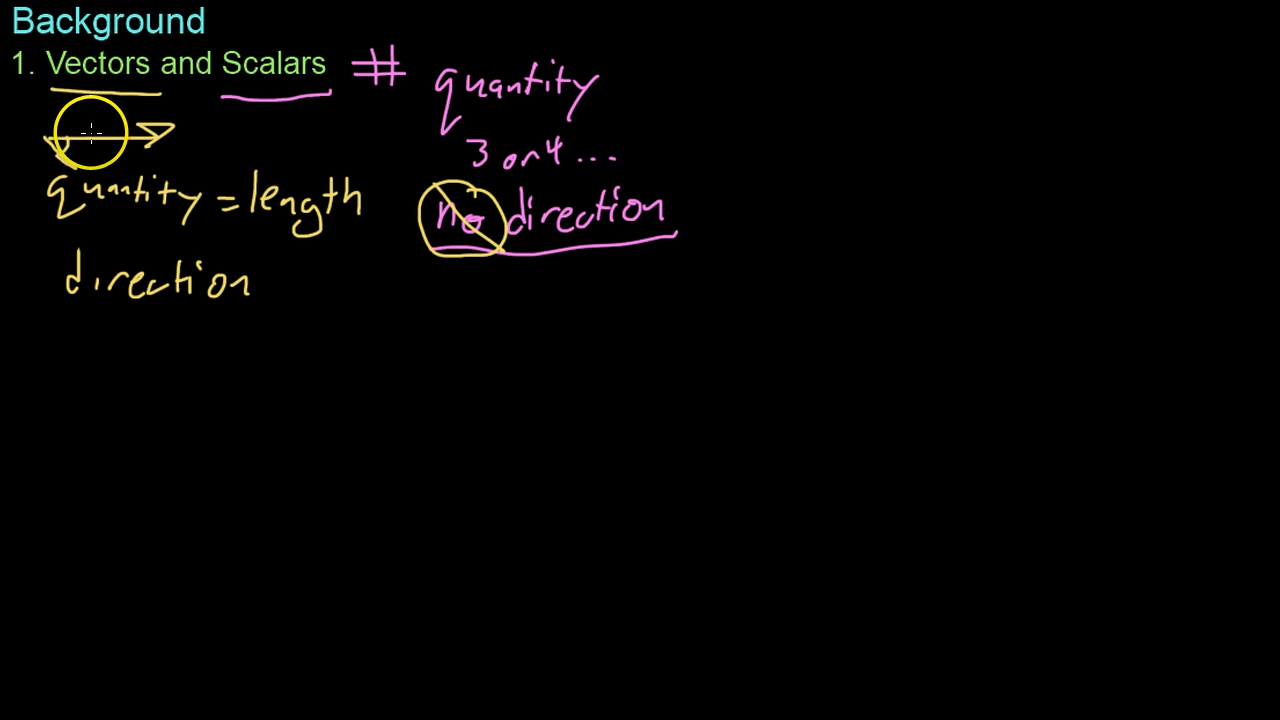 Background
1. Vectors and Scalars # quantity
3 or 4 ...
quantity = length
no direction
direction